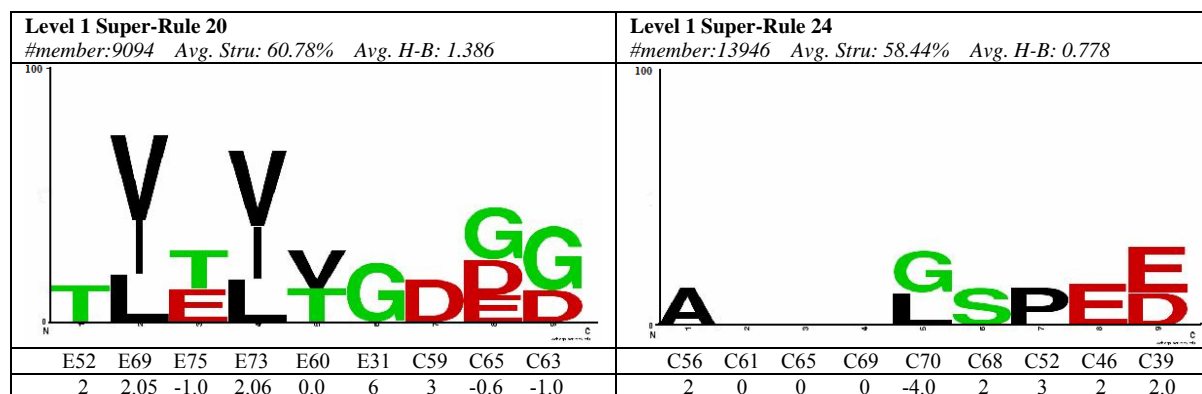 Level 1 Super-Rule 20
#member:9094 Avg. Stru: 60.78% Avg. H-B: 1.386
100
T V I L T E V I L V T G D G D E G D
0
N C
E52 E69 E75 E73 E60 E31 C59 C65 C63
2 2.05 -1.0 2.06 0.0 6 3 -0.6 -1.0
Level 1 Super-Rule 24
#member:13946 Avg. Stru: 58.44% Avg. H-B: 0.778
100
A G L S P E E D
0
N C
C56 C61 C65 C69 C70 C68 C52 C46 C39
2 0 0 0 -4.0 2 3 2 2.0